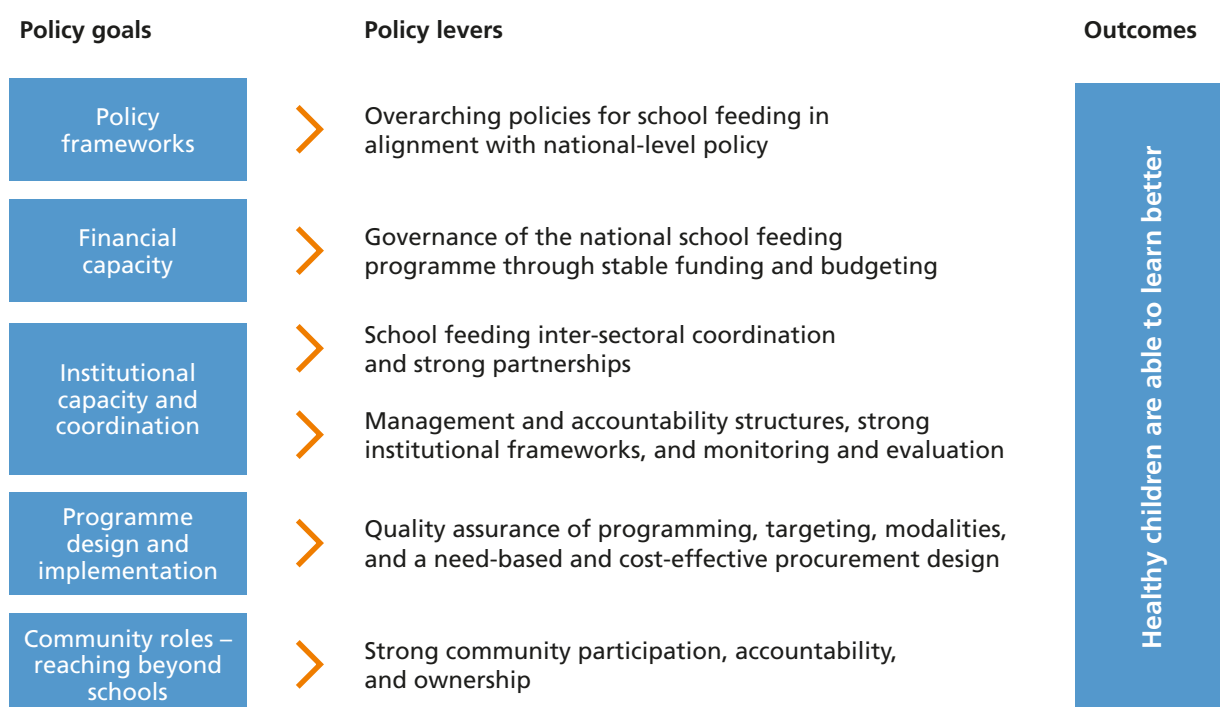 Policy goals
Policy levers
Outcomes
Policy
frameworks
Overarching policies for school feeding in
alignment with national-level policy
Financial
capacity
Governance of the national school feeding
programme through stable funding and budgeting
Institutional
capacity and
coordination
School feeding inter-sectoral coordination
and strong partnerships
Management and accountability structures, strong
institutional frameworks, and monitoring and evaluation
Programme
design and
implementation
Quality assurance of programming, targeting, modalities,
and a need-based and cost-effective procurement design
Community roles –
reaching beyond
schools
Strong community participation, accountability,
and ownership
Healthy children are able to learn better